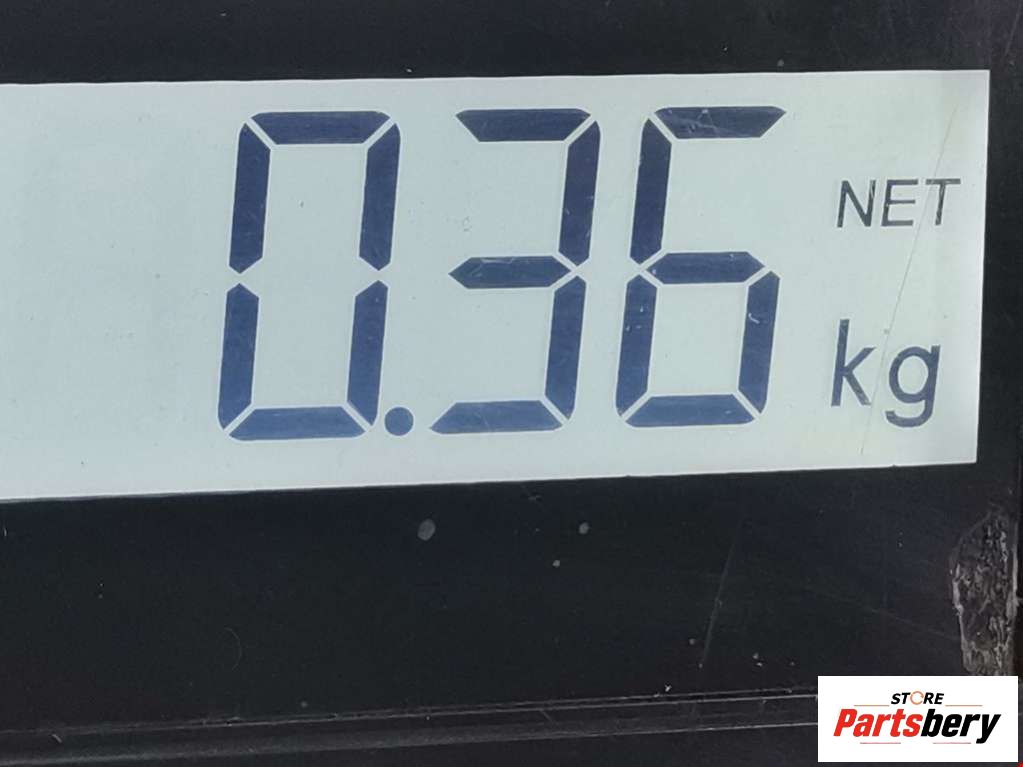 0.36
NET
kg
STORE
Partsbery